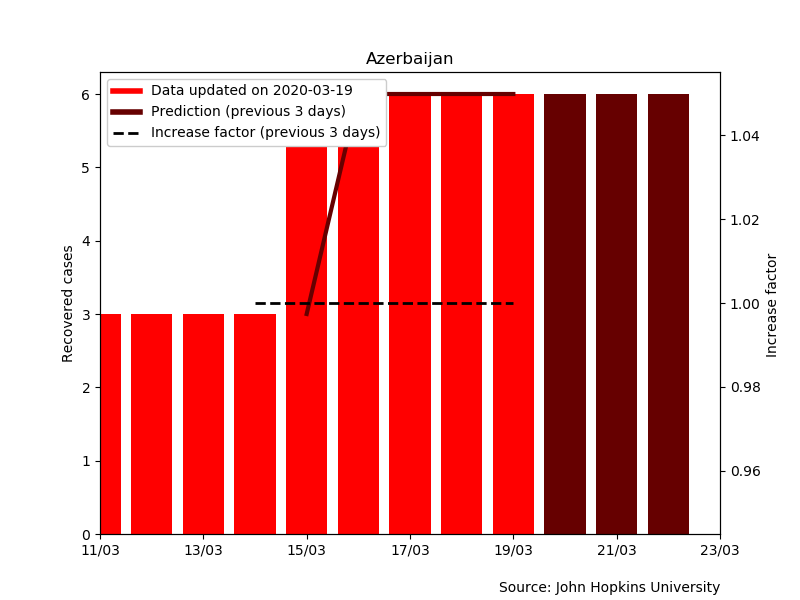 Azerbaijan
Data updated on 2020-03-19
Prediction (previous 3 days)
Increase factor (previous 3 days)
Recovered cases
6
5
4
3
2
1
0
1.04
1.02
1.00
0.98
0.96
Increase factor
11/03 13/03 15/03 17/03 19/03 21/03 23/03
Source: John Hopkins University